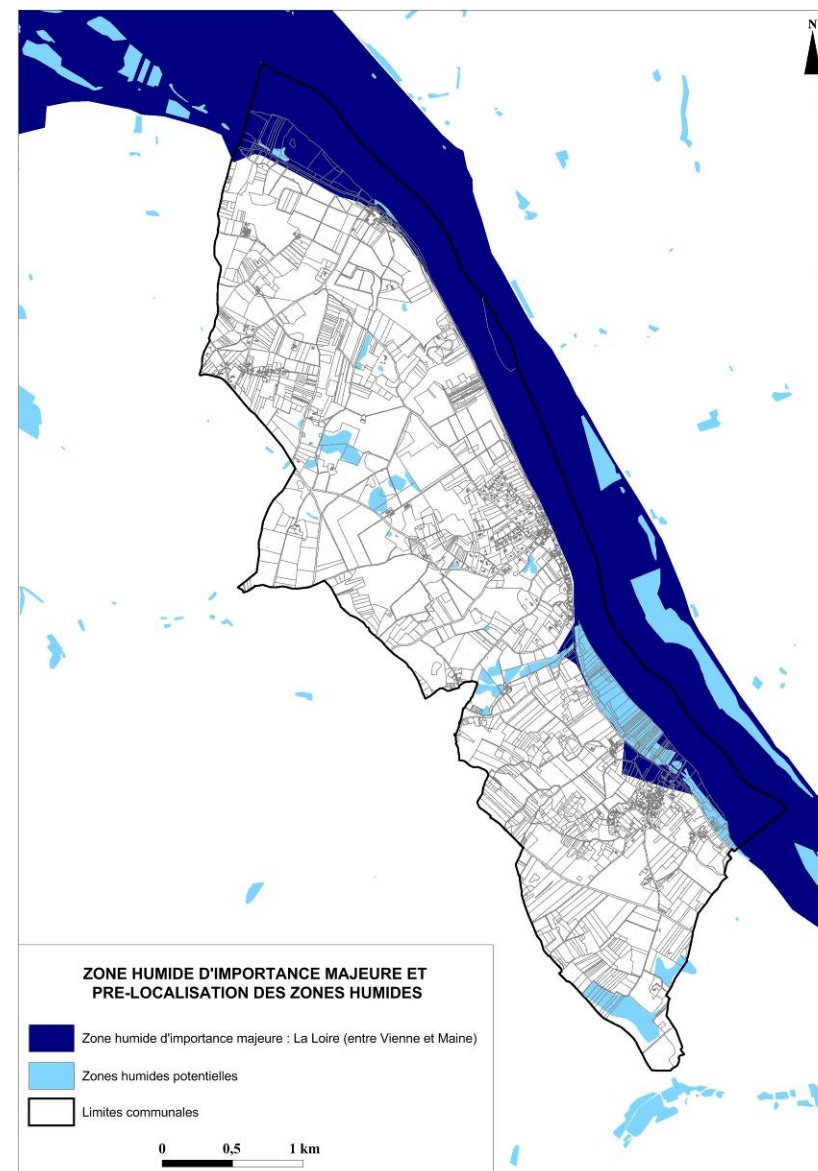 N
ZONE HUMIDE D'IMPORTANCE MAJEURE ET
PRE-LOCALISATION DES ZONES HUMIDES
Zone humide d'importance majeure : La Loire (entre Vienne et Maine)
Zones humides potentielles
Limites communales
0 0,5 1 km